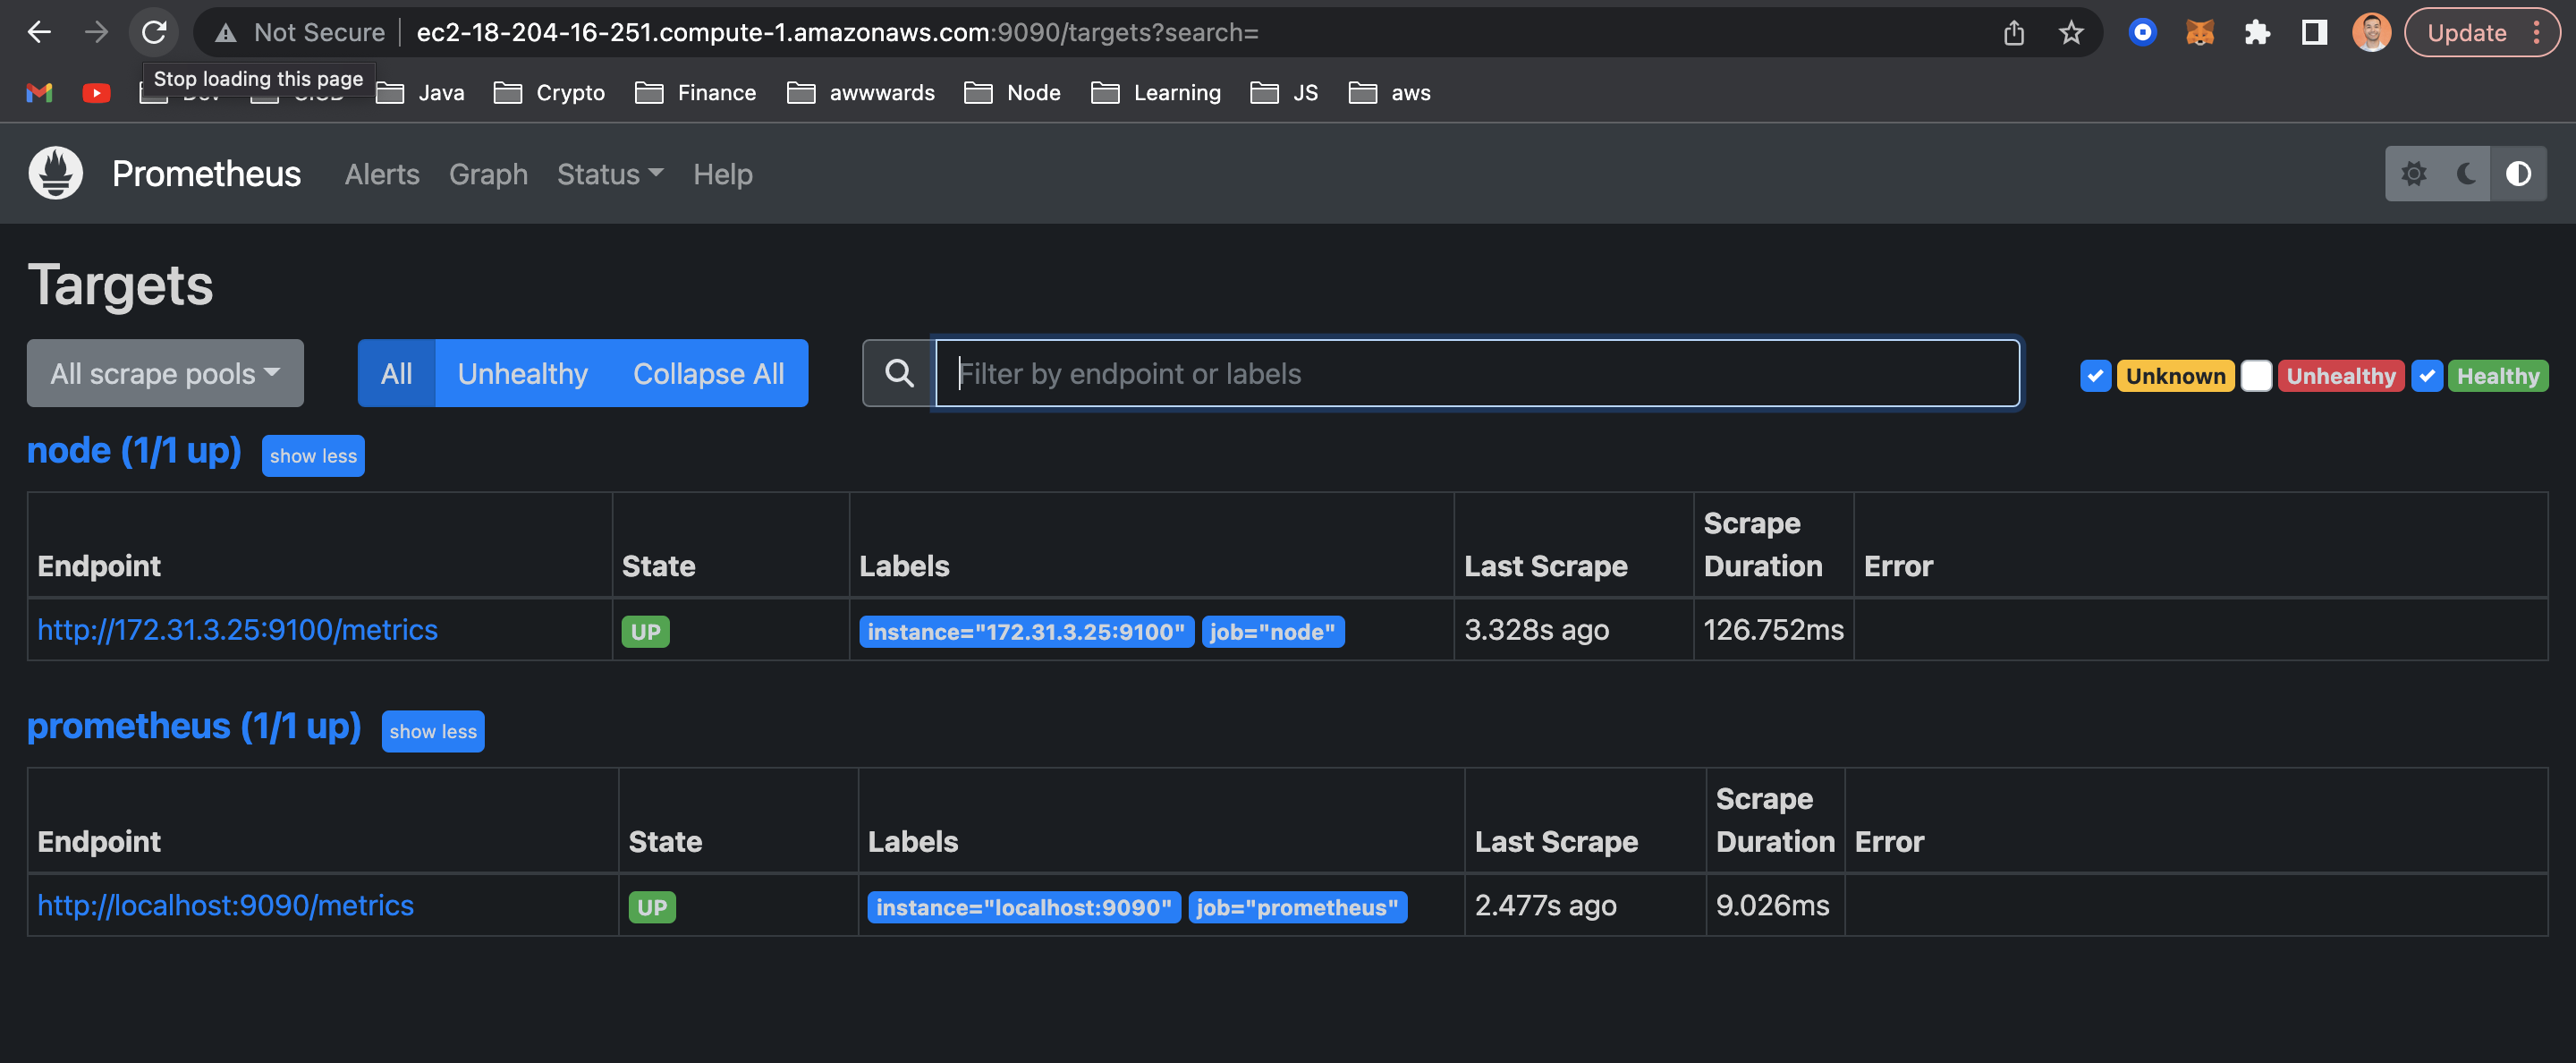 Not Secure
ec2-18-204-16-251.compute-1.amazonaws.com:9090/targets?search=
Update
Stop loading this page
Java
Crypto
Finance
awwwards
Node
Learning
JS
aws
Prometheus
Alerts
Graph
Status
Help
Targets
All scrape pools
All
Unhealthy
Collapse All
Filter by endpoint or labels
Unknown
Unhealthy
Healthy
node (1/1 up)
show less
Endpoint
State
Labels
Last Scrape
Scrape
Duration
Error
http://172.31.3.25:9100/metrics
UP
instance="172.31.3.25:9100"
job="node"
3.328s ago
126.752ms
prometheus (1/1 up)
show less
Endpoint
State
Labels
Last Scrape
Scrape
Duration
Error
http://localhost:9090/metrics
UP
instance="localhost:9090"
job="prometheus"
2.477s ago
9.026ms